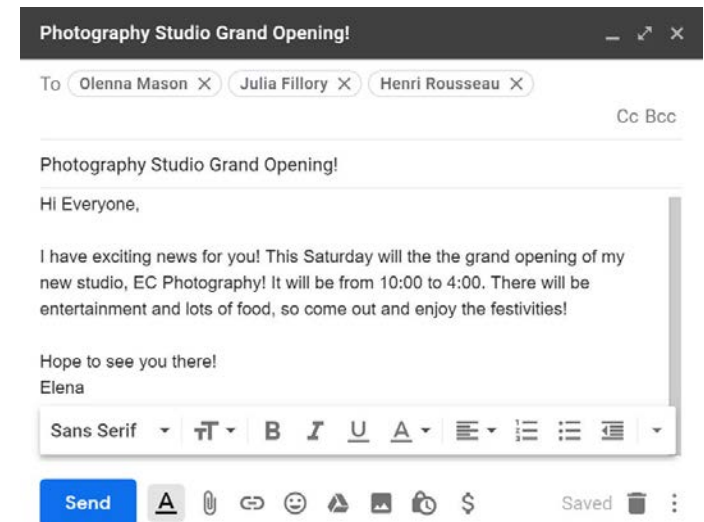 Photography Studio Grand Opening!
To Olenna Mason Julia Fillory Henri Rousseau
Cc Bcc
Photography Studio Grand Opening!
Hi Everyone,
I have exciting news for you! This Saturday will the the grand opening of my
new studio, EC Photography! It will be from 10:00 to 4:00. There will be
entertainment and lots of food, so come out and enjoy the festivities!
Hope to see you there!
Elena
Sans Serif TT B I U A
Send A $ Saved